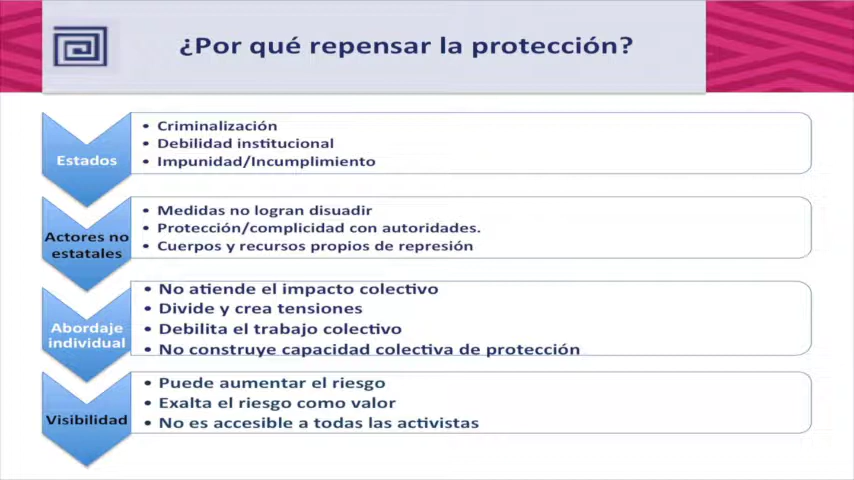 ¿Por qué repensar la protección?
Estados
• Criminalización
• Debilidad institucional
• Impunidad/Incumplimiento
Actores no
estatales
• Medidas no logran disuadir
• Protección/complicidad con autoridades.
• Cuerpos y recursos propios de represión
Abordaje
individual
• No atiende el impacto colectivo
• Divide y crea tensiones
• Debilita el trabajo colectivo
• No construye capacidad colectiva de protección
Visibilidad
• Puede aumentar el riesgo
• Exalta el riesgo como valor
• No es accesible a todas las activistas